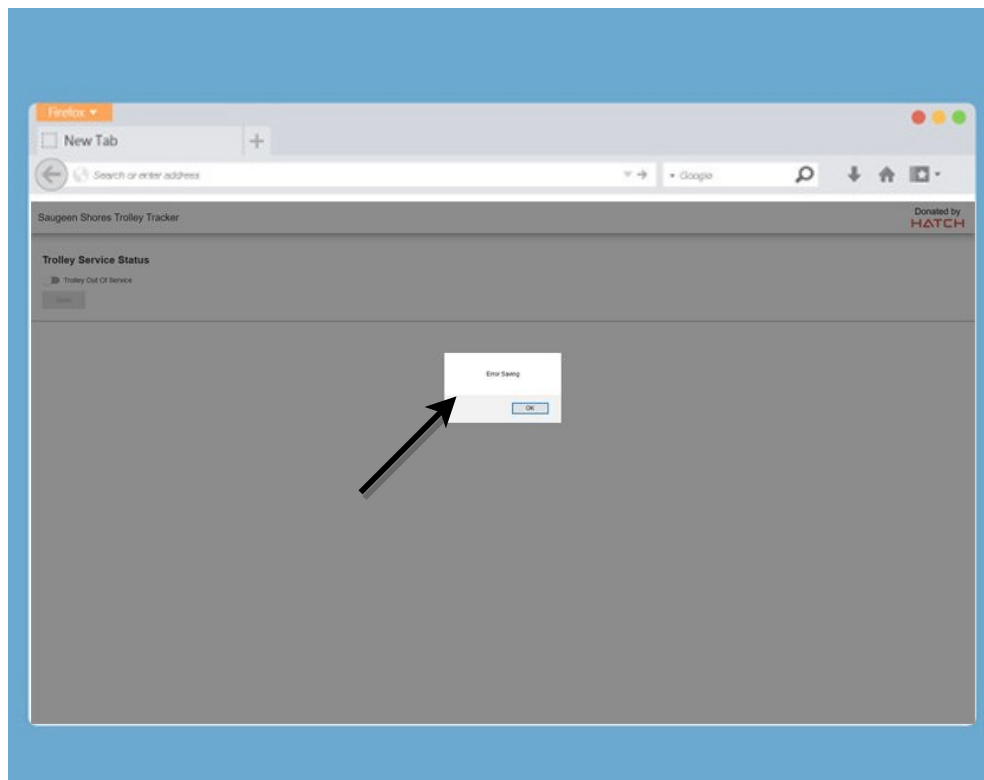 Firefox
New Tab
Search or enter address
Google
Saugeen Shores Trolley Tracker
Donated by
HATCH
Trolley Service Status
Trolley Out Of Service
Error Saving
OK